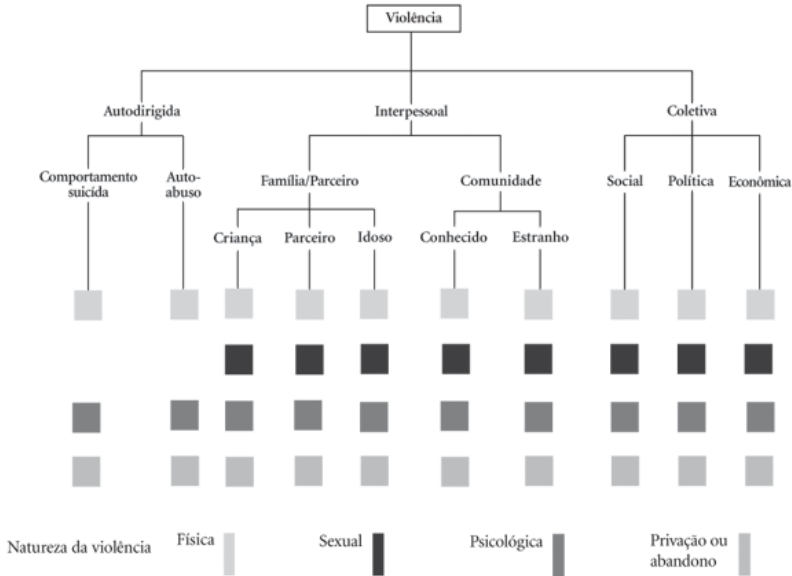 Violência
Autodirigida
Interpessoal
Coletiva
Comportamento
suicída
Auto-
abuso
Família/Parceiro
Comunidade
Social
Política
Econômica
Criança
Parceiro
Idoso
Conhecido
Estranho
Natureza da violência
Física
Sexual
Psicológica
Privação ou
abandono